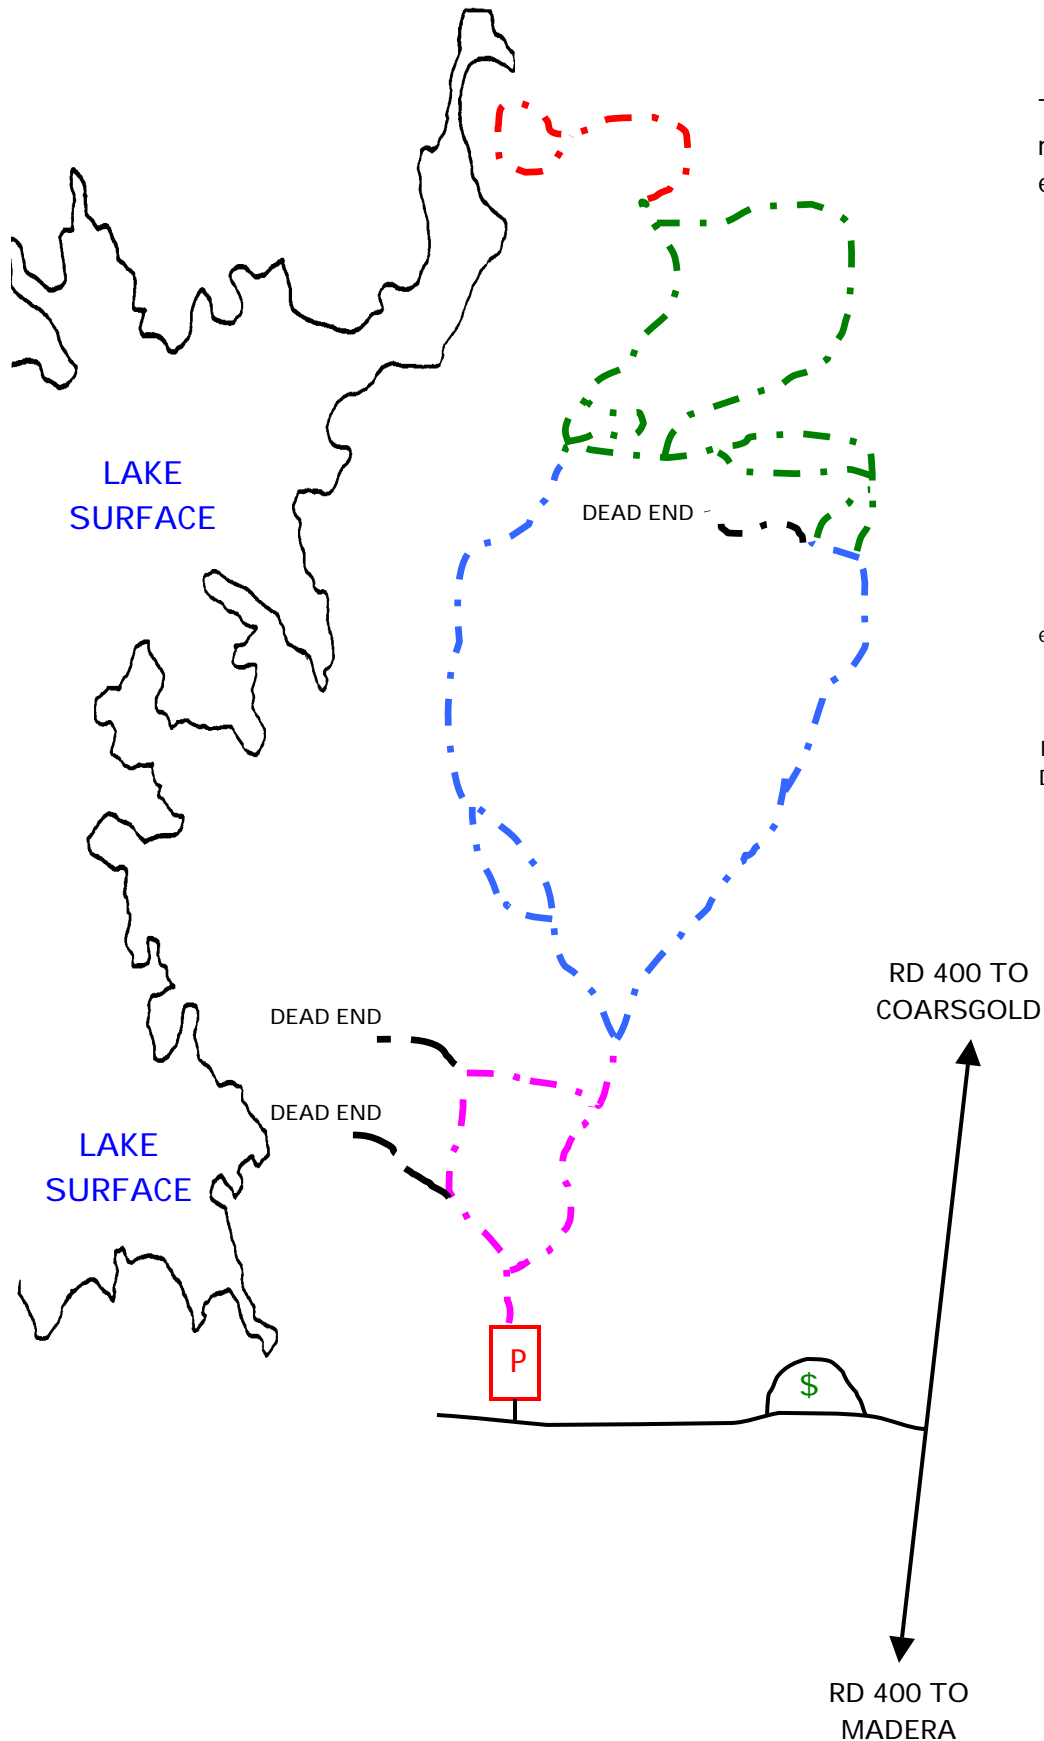 LAKE
SURFACE
DEAD END
RD 400 TO
COARSGOLD
DEAD END
DEAD END
LAKE
SURFACE
P
$
RD 400 TO
MADERA